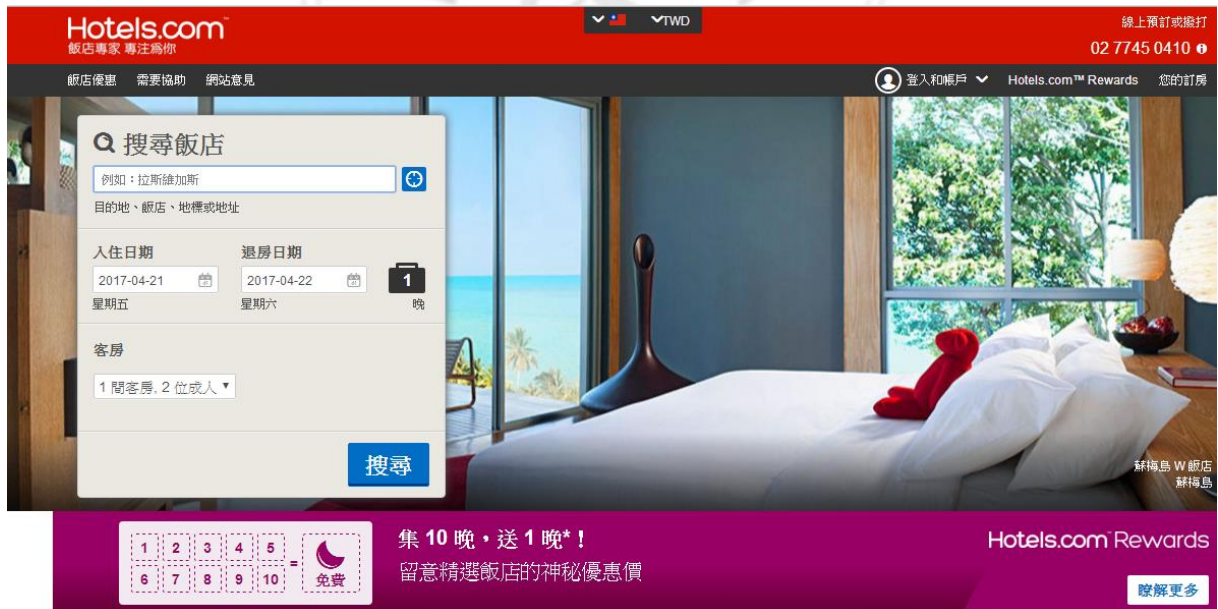 Hotels.com™
飯店專家 專注為你
TWD
線上預訂或撥打
02 7745 0410
飯店優惠 需要協助 網站意見
登入和帳戶 Hotels.com™ Rewards 您的訂房
搜尋飯店
例如：拉斯維加斯
目的地、飯店、地標或地址
入住日期 退房日期
2017-04-21 2017-04-22 1
星期五 星期六 晚
客房
1 間客房, 2 位成人
搜尋
蘇梅島 W 飯店
蘇梅島
1 2 3 4 5
6 7 8 9 10
=
免費
集 10 晚，送 1 晚*！
留意精選飯店的神秘優惠價
Hotels.com™ Rewards
瞭解更多